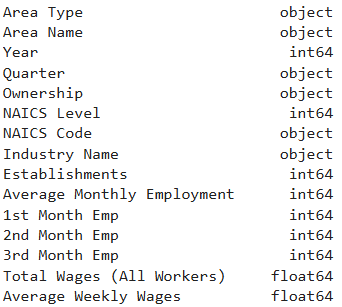 Area Type object
Area Name object
Year int64
Quarter object
Ownership object
NAICS Level int64
NAICS Code object
Industry Name object
Establishments int64
Average Monthly Employment int64
1st Month Emp int64
2nd Month Emp int64
3rd Month Emp int64
Total Wages (All Workers) float64
Average Weekly Wages float64